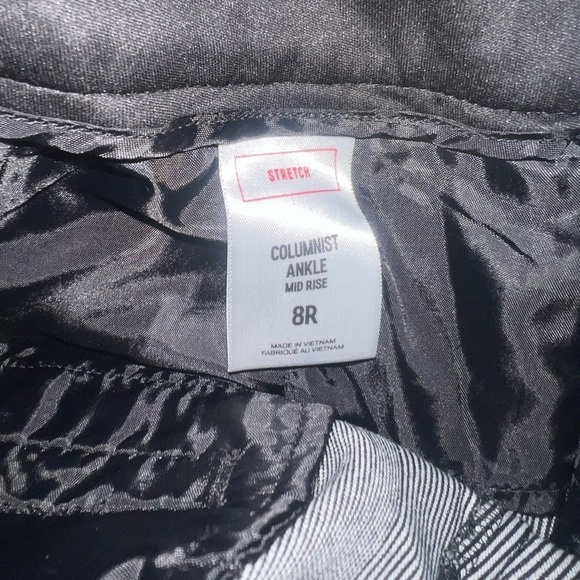 STRETCH
COLUMNIST
ANKLE
MID RISE
8R
MADE IN VIETNAM
FABRIQUÉ AU VIETNAM